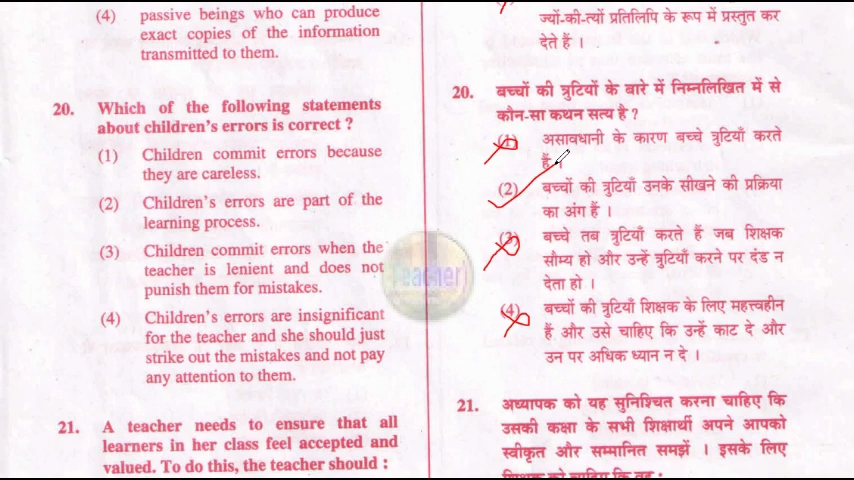 (4) passive beings who can produce
exact copies of the information
transmitted to them.
20. Which of the following statements
about children's errors is correct ?
(1) Children commit errors because
they are careless.
(2) Children's errors are part of the
learning process.
(3) Children commit errors when the
teacher is lenient and does not
punish them for mistakes.
(4) Children's errors are insignificant
for the teacher and she should just
strike out the mistakes and not pay
any attention to them.
21. A teacher needs to ensure that all
learners in her class feel accepted and
valued. To do this, the teacher should :
ज्यों-की-त्यों प्रतिलिपि के रूप में प्रस्तुत कर
देते हैं ।
20. बच्चों की त्रुटियों के बारे में निम्नलिखित में से
कौन-सा कथन सत्य है ?
(1) असावधानी के कारण बच्चे त्रुटियाँ करते
हैं ।
(2) बच्चों की त्रुटियाँ उनके सीखने की प्रक्रिया
का अंग हैं ।
(3) बच्चे तब त्रुटियाँ करते हैं जब शिक्षक
सौम्य हो और उन्हें त्रुटियाँ करने पर दंड न
देता हो ।
(4) बच्चों की त्रुटियाँ शिक्षक के लिए महत्त्वहीन
हैं और उसे चाहिए कि उन्हें काट दे और
उन पर अधिक ध्यान न दे ।
21. अध्यापक को यह सुनिश्चित करना चाहिए कि
उसकी कक्षा के सभी शिक्षार्थी अपने आपको
स्वीकृत और सम्मानित समझें । इसके लिए
शिक्षक को चाहिए कि वह :
Teacher